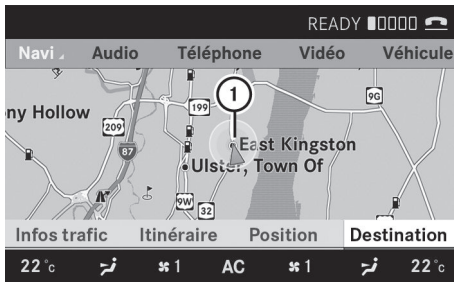 READY
Navi Audio Téléphone Vidéo Véhicule
1
9G
ny Hollow
199
209
East Kingston
87
Ulster, Town Of
9W
32
Infos trafic Itinéraire Position Destination
22 °c 1 AC 1 22 °c